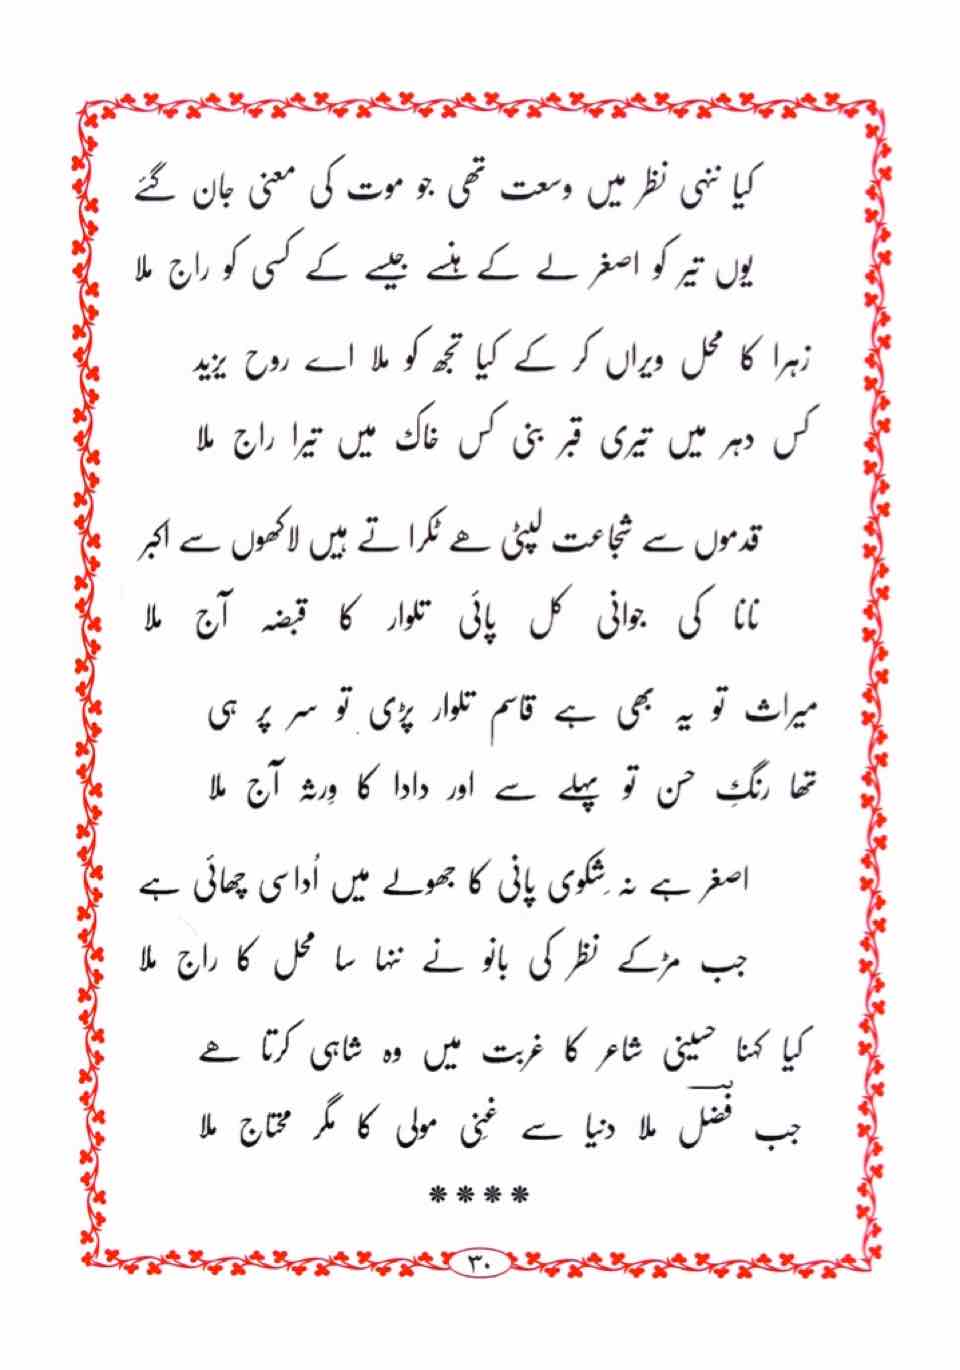 کیا ننھی نظر میں وسعت تھی جو موت کی معنی جان گئے
یوں تیر کو اصغر لے کے ہنسے جیسے کے کسی کو راج ملا
زہرا کا محل ویراں کر کے کیا تجھ کو ملا اے روح یزید
کس دہر میں تیری قبر بنی کس خاک میں تیرا راج ملا
قدموں سے شجاعت لپٹی ھے ٹکرا تے ہیں لاکھوں سے اکبر
نانا کی جوانی کل پائی تلوار کا قبضہ آج ملا
میراث تو یہ بھی ہے قاسم تلوار پڑی تو سر پر ہی
تھا رنگِ حسن تو پہلے سے اور دادا کا وِرثہ آج ملا
اصغر ہے نہ شکوی پانی کا جھولے میں اُداسی چھائی ہے
جب مڑکے نظر کی بانو نے ننھا سا محل کا راج ملا
کیا کہنا حسینی شاعر کا غربت میں وہ شاہی کرتا ھے
جب فضل ملا دنیا سے غنِی مولی کا مگر محتاج ملا
****
۳۰